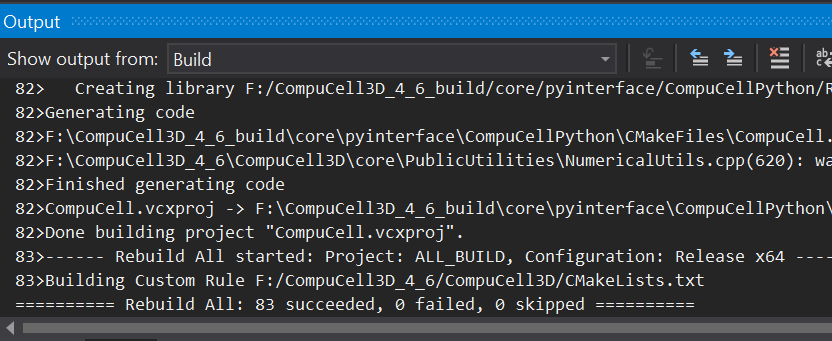 Output
Show output from: Build
82>   Creating library F:/CompuCell3D_4_6_build/core/pyinterface/CompuCellPython/R
82>Generating code
82>F:\CompuCell3D_4_6_build\core\pyinterface\CompuCellPython\CMakeFiles\CompuCell.
82>F:\CompuCell3D_4_6\CompuCell3D\core\PublicUtilities\NumericalUtils.cpp(620): wa
82>Finished generating code
82>CompuCell.vcxproj -> F:\CompuCell3D_4_6_build\core\pyinterface\CompuCellPython\
82>Done building project "CompuCell.vcxproj".
83>------ Rebuild All started: Project: ALL_BUILD, Configuration: Release x64 ----
83>Building Custom Rule F:/CompuCell3D_4_6/CompuCell3D/CMakeLists.txt
========== Rebuild All: 83 succeeded, 0 failed, 0 skipped ==========